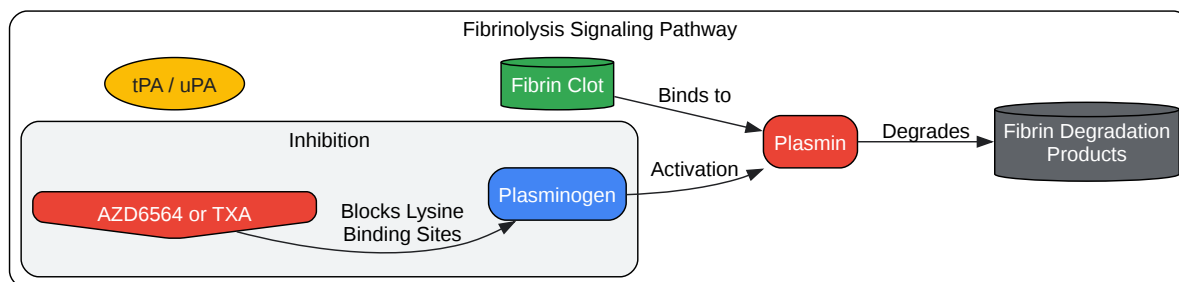 Fibrinolysis Signaling Pathway
tPA / uPA
Fibrin Clot
Binds to
Plasmin
Degrades
Fibrin Degradation
Products
Inhibition
Activation
Plasminogen
AZD6564 or TXA
Blocks Lysine
Binding Sites